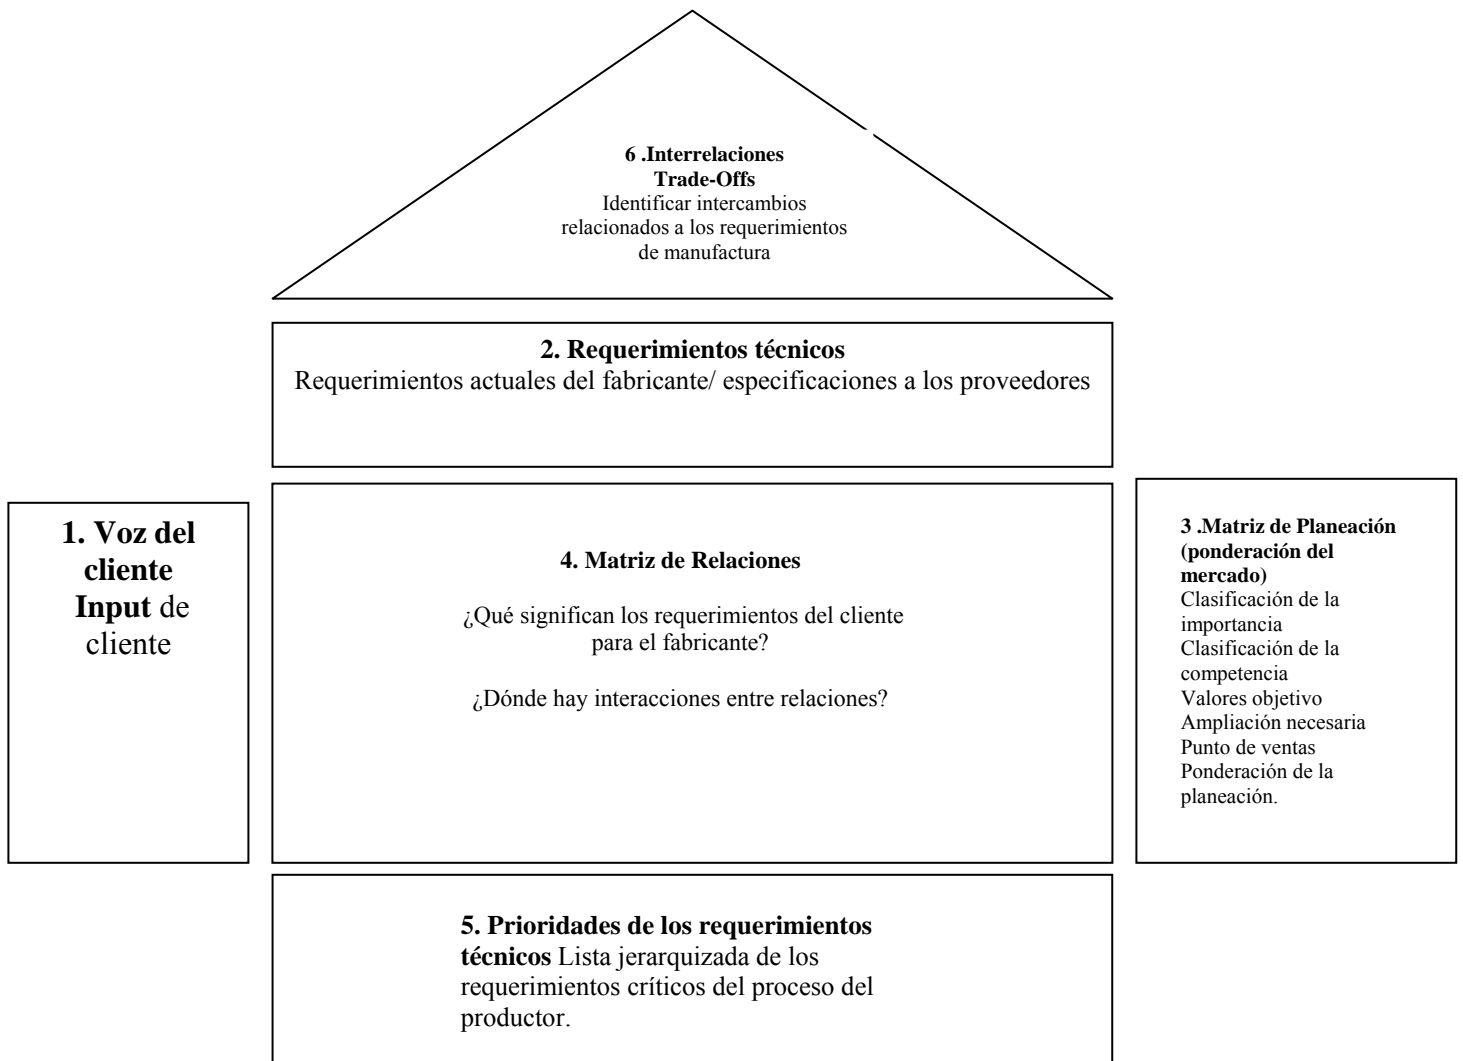 6 .Interrelaciones
Trade-Offs
Identificar intercambios
relacionados a los requerimientos
de manufactura
2. Requerimientos técnicos
Requerimientos actuales del fabricante/ especificaciones a los proveedores
1. Voz del
cliente
Input de
cliente
4. Matriz de Relaciones
¿Qué significan los requerimientos del cliente
para el fabricante?
¿Dónde hay interacciones entre relaciones?
3 .Matriz de Planeación
(ponderación del
mercado)
Clasificación de la
importancia
Clasificación de la
competencia
Valores objetivo
Ampliación necesaria
Punto de ventas
Ponderación de la
planeación.
5. Prioridades de los requerimientos
técnicos Lista jerarquizada de los
requerimientos críticos del proceso del
productor.